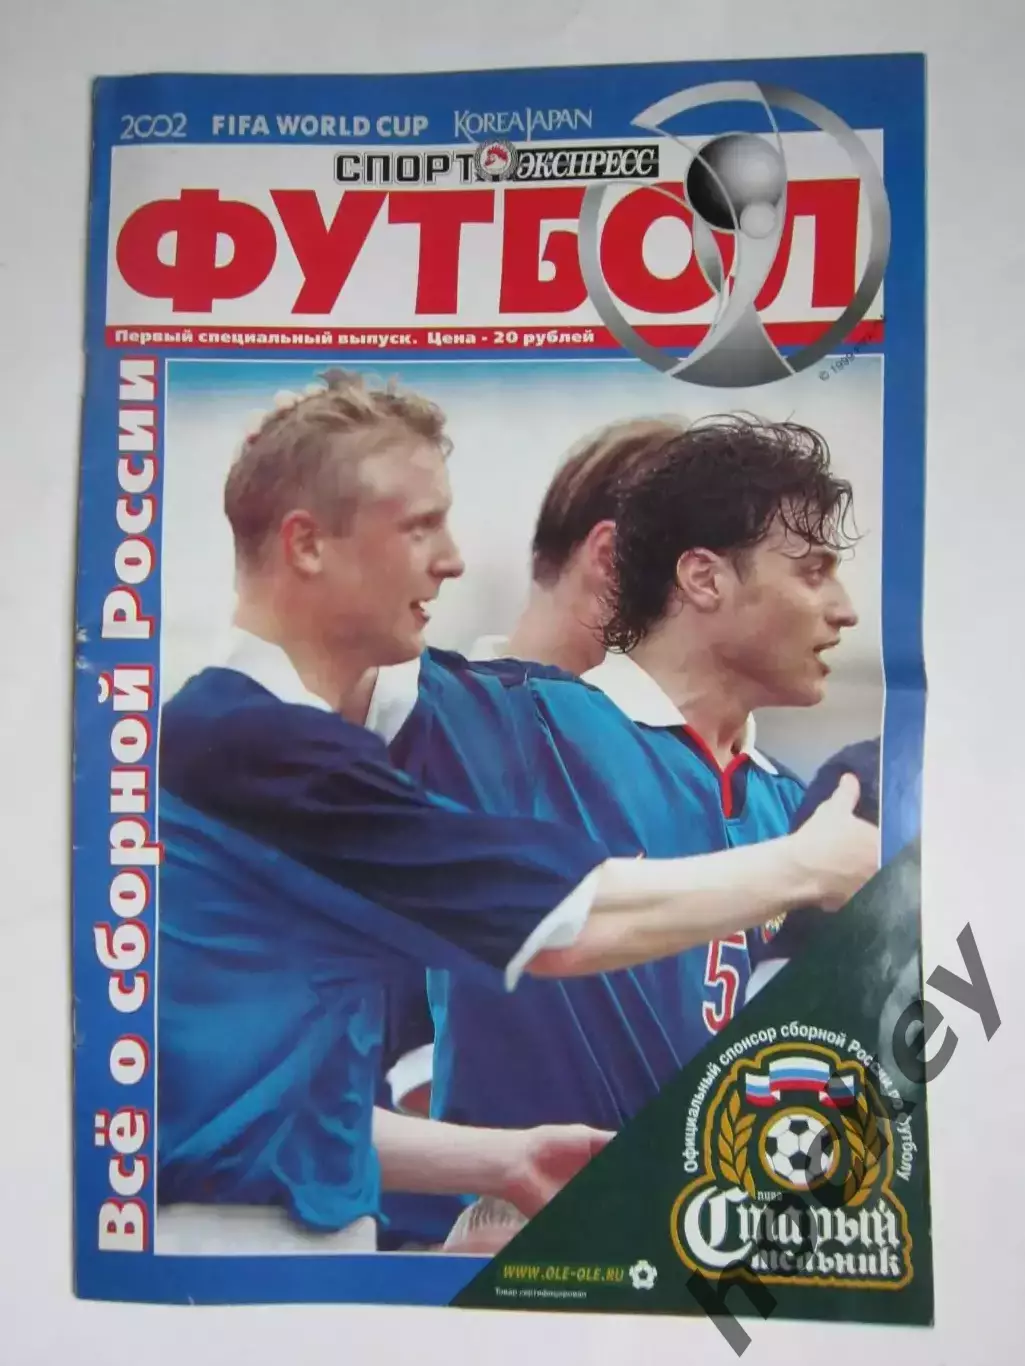 2002 FIFA WORLD CUP KOREA JAPAN
СПОРТ ЭКСПРЕСС
ФУТБОЛ
Первый специальный выпуск. Цена - 20 рублей
Всё о сборной России
5
Официальный спонсор сборной России по футболу
пиво
Старый
мельник
WWW.OLE-OLE.RU
Товар сертифицирован
hockey